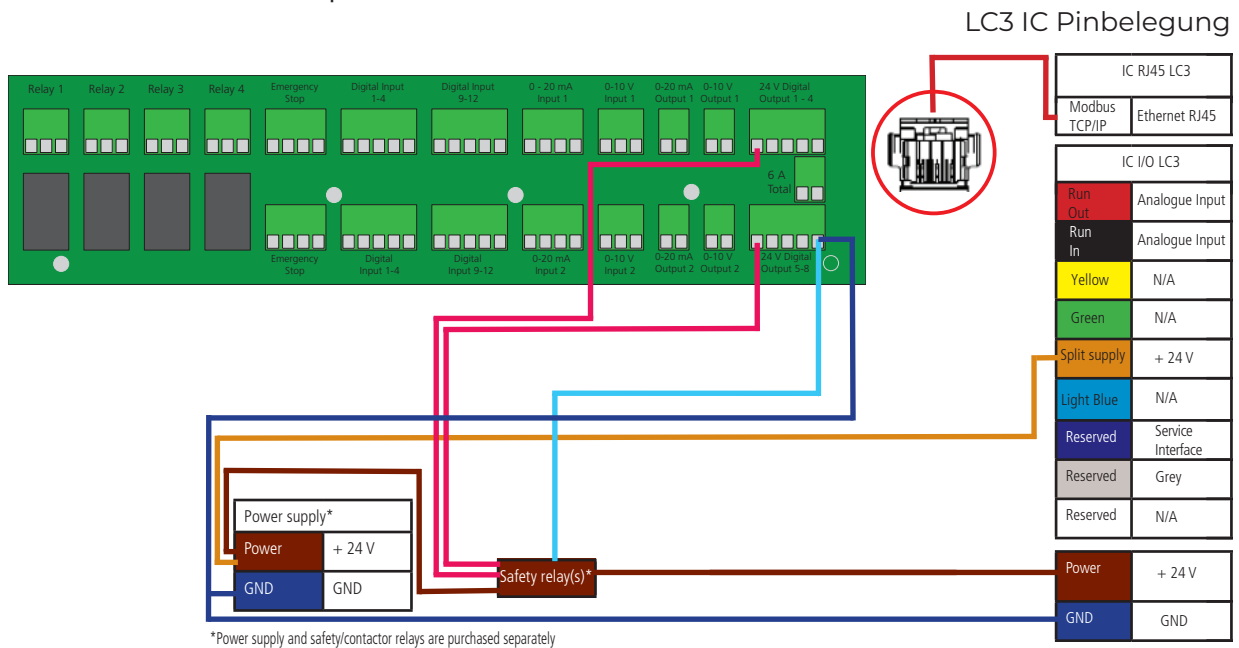 LC3 IC Pinbelegung
Relay 1
Relay 2
Relay 3
Relay 4
Emergency
Stop
Digital Input
1-4
Digital Input
9-12
0 - 20 mA
Input 1
0-10 V
Input 1
0-20 mA
Output 1
0-10 V
Output 1
24 V Digital
Output 1 - 4
6 A
Total
Emergency
Stop
Digital
Input 1-4
Digital
Input 9-12
0-20 mA
Input 2
0-10 V
Input 2
0-20 mA
Output 2
0-10 V
Output 2
24 V Digital
Output 5-8
IC RJ45 LC3
Modbus
TCP/IP
Ethernet RJ45
IC I/O LC3
Run
Out
Analogue Input
Run
In
Analogue Input
Yellow
N/A
Green
N/A
Split supply
+ 24 V
Light Blue
N/A
Reserved
Service
Interface
Reserved
Grey
Reserved
N/A
Power
+ 24 V
GND
GND
Power supply*
Power
+ 24 V
GND
GND
Safety relay(s)*
*Power supply and safety/contactor relays are purchased separately